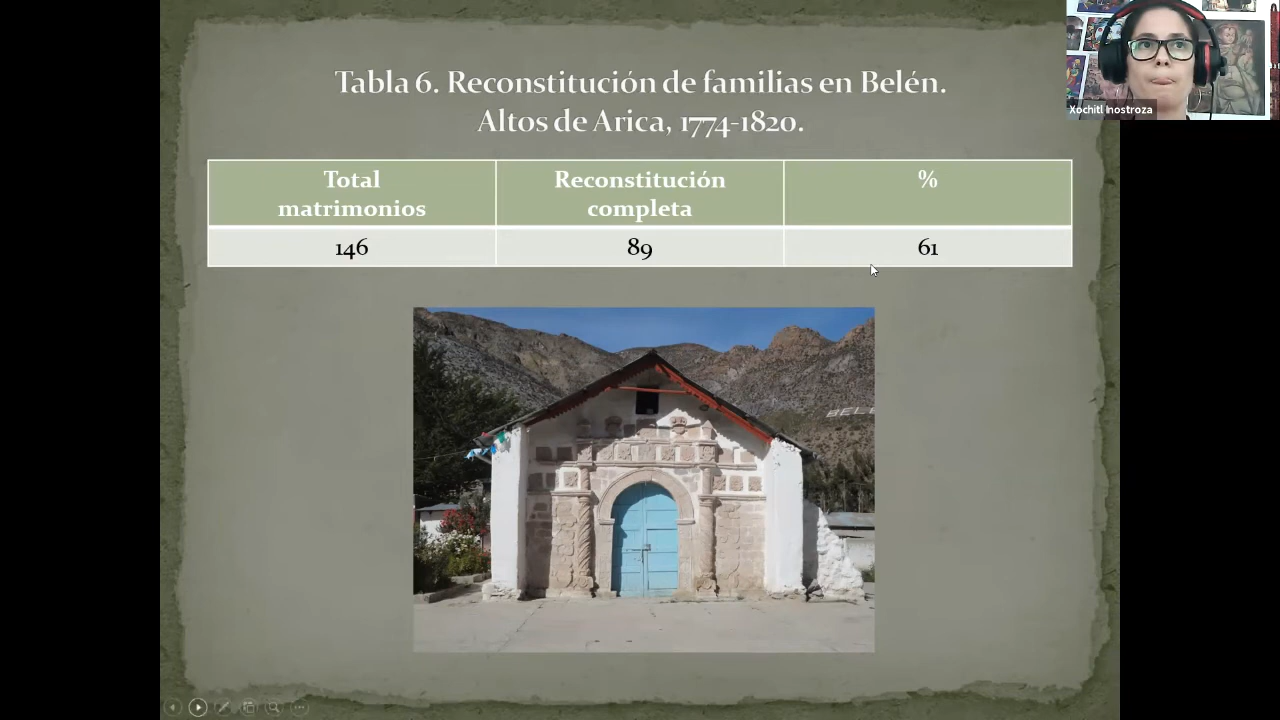 Tabla 6. Reconstitución de familias en Belén.
Altos de Arica, 1774-1820.
Total
matrimonios
Reconstitución
completa
%
146
89
61
Xochitl Inostroza